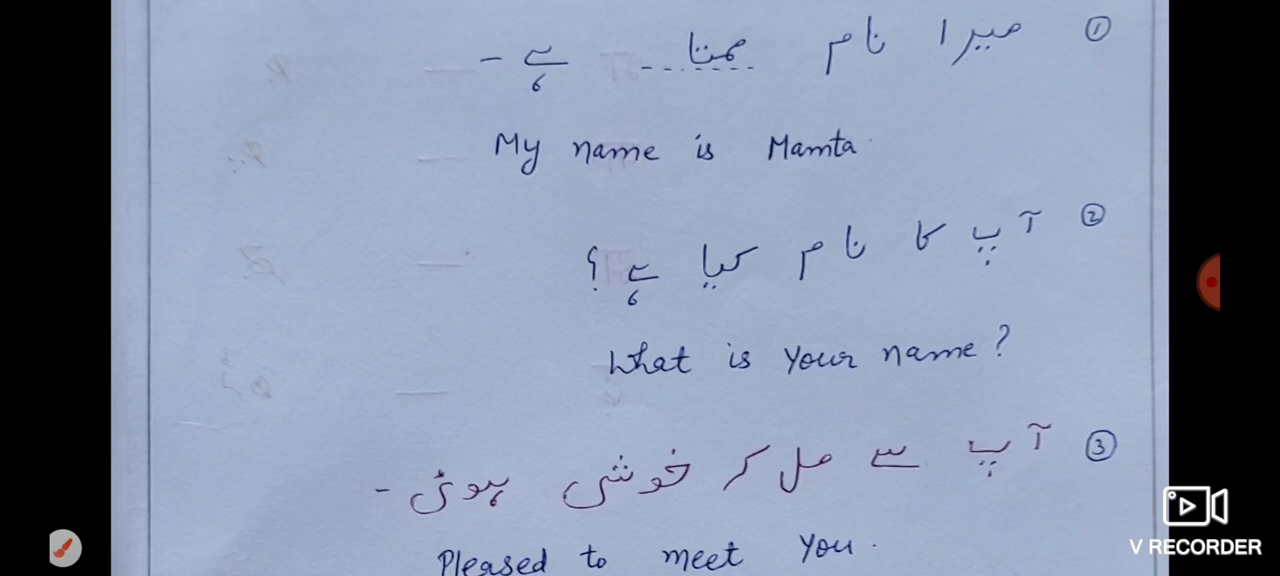 ① میرا نام ممتا ہے -
My name is Mamta
② آپ کا نام کیا ہے؟
What is your name?
③ آپ سے مل کر خوشی ہوئی -
Pleased to meet you.
V RECORDER